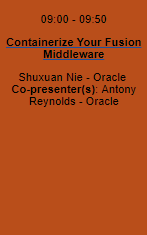 09:00 - 09:50
Containerize Your Fusion
Middleware
Shuxuan Nie - Oracle
Co-presenter(s): Antony
Reynolds - Oracle